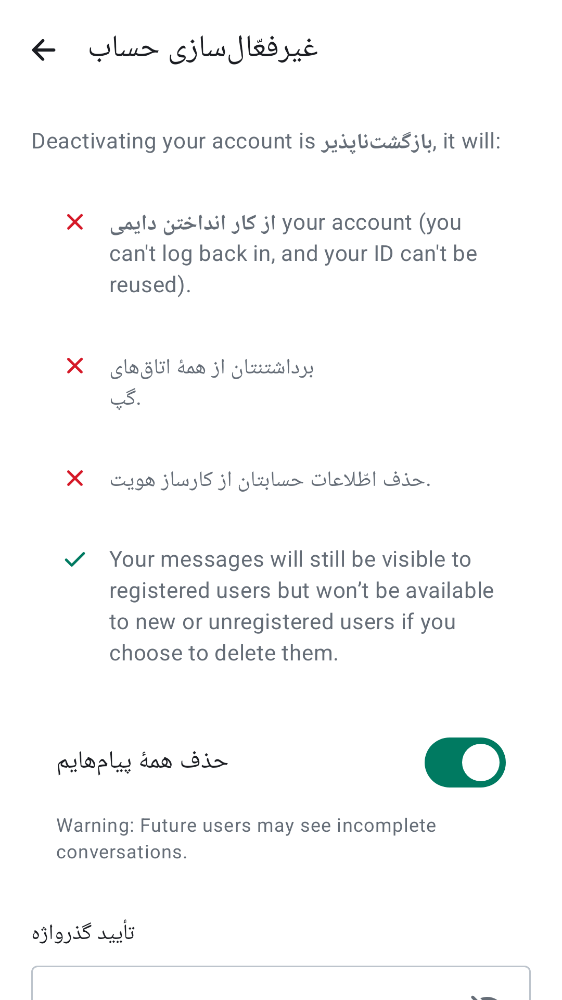 غیرفعّال‌سازی حساب
Deactivating your account is بازگشت‌ناپذیر, it will:
از کار انداختن دایمی your account (you
can't log back in, and your ID can't be
reused).
برداشتنتان از همهٔ اتاق‌های
گپ.
حذف اطّلاعات حسابتان از کارساز هویت.
Your messages will still be visible to
registered users but won’t be available
to new or unregistered users if you
choose to delete them.
حذف همهٔ پیام‌هایم
Warning: Future users may see incomplete
conversations.
تأیید گذرواژه